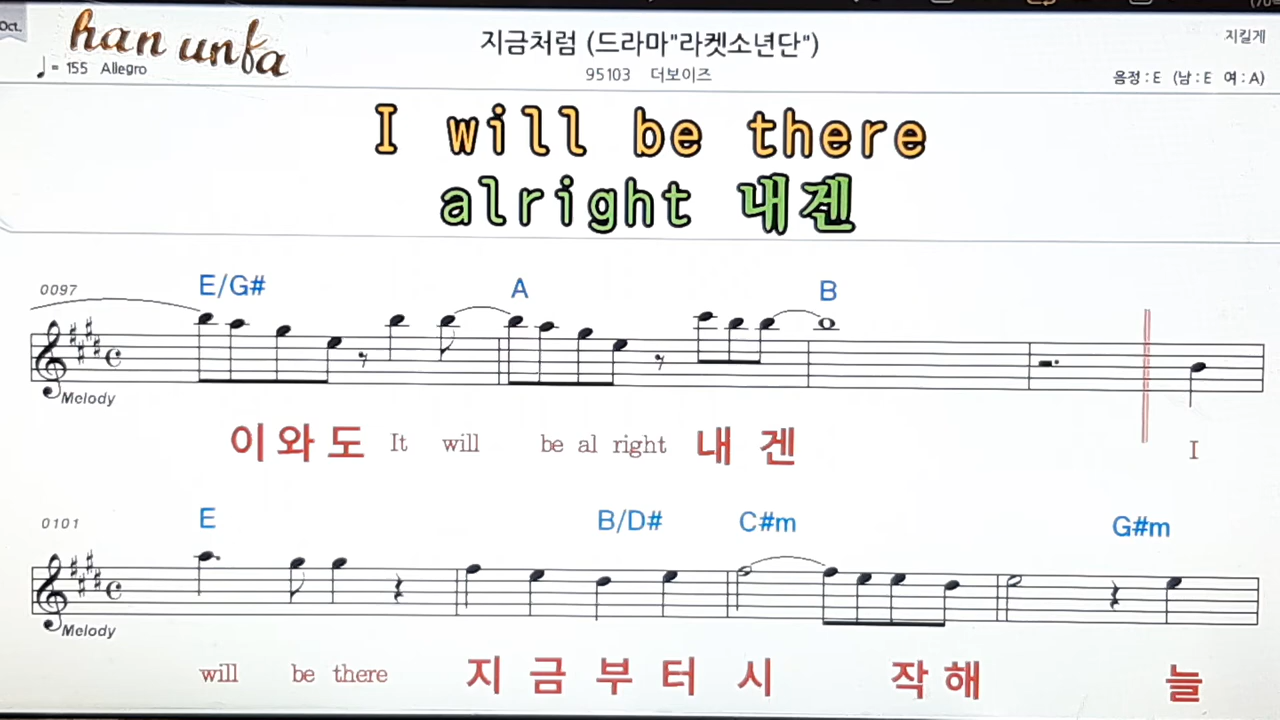 Oct.
han unfa
♩ = 155 Allegro
지금처럼 (드라마"라켓소년단")
95103 더보이즈
지킬게
음정 : E (남 : E 여 : A)
I will be there
alright 내겐
0097 E/G# A B
Melody
이 와 도 It will be al right 내 겐 I
0101 E B/D# C#m G#m
Melody
will be there 지 금 부 터 시 작 해 늘